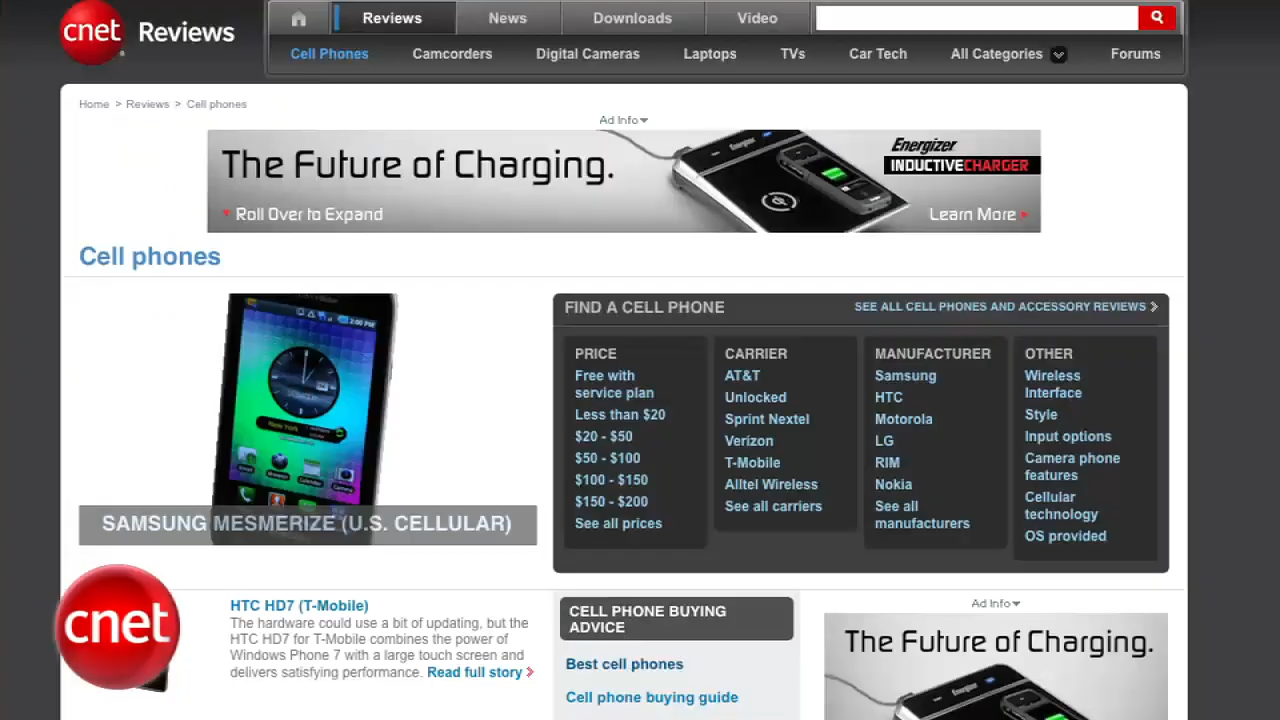 cnet Reviews
Reviews News Downloads Video
Cell Phones Camcorders Digital Cameras Laptops TVs Car Tech All Categories Forums
Home > Reviews > Cell phones
Ad Info
The Future of Charging.
Energizer
INDUCTIVECHARGER
Roll Over to Expand
Learn More
Cell phones
SAMSUNG MESMERIZE (U.S. CELLULAR)
FIND A CELL PHONE
SEE ALL CELL PHONES AND ACCESSORY REVIEWS
PRICE
Free with
service plan
Less than $20
$20 - $50
$50 - $100
$100 - $150
$150 - $200
See all prices
CARRIER
AT&T
Unlocked
Sprint Nextel
Verizon
T-Mobile
Alltel Wireless
See all carriers
MANUFACTURER
Samsung
HTC
Motorola
LG
RIM
Nokia
See all
manufacturers
OTHER
Wireless
Interface
Style
Input options
Camera phone
features
Cellular
technology
OS provided
cnet
HTC HD7 (T-Mobile)
The hardware could use a bit of updating, but the
HTC HD7 for T-Mobile combines the power of
Windows Phone 7 with a large touch screen and
delivers satisfying performance. Read full story
CELL PHONE BUYING
ADVICE
Best cell phones
Cell phone buying guide
Ad Info
The Future of Charging.
Energizer